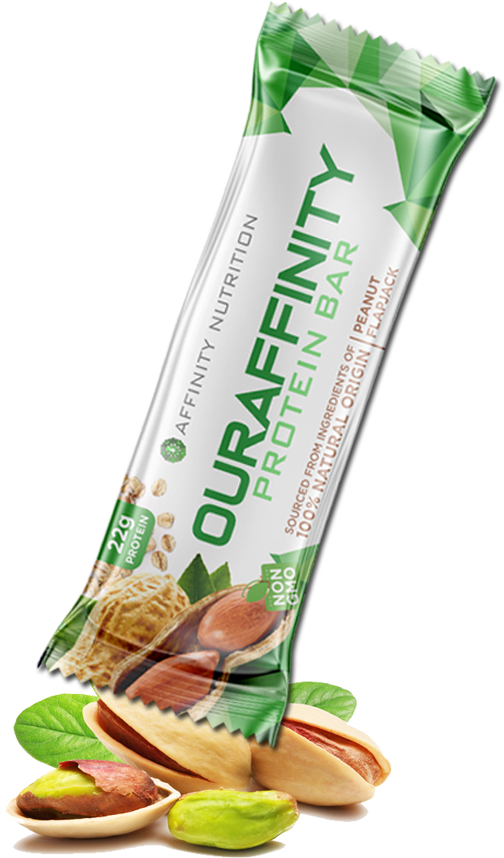 AFFINITY NUTRITION
OURAFFINITY
PROTEIN BAR
SOURCED FROM INGREDIENTS OF
100% NATURAL ORIGIN
PEANUT
FLAPJACK
22g
PROTEIN
NON
GMO